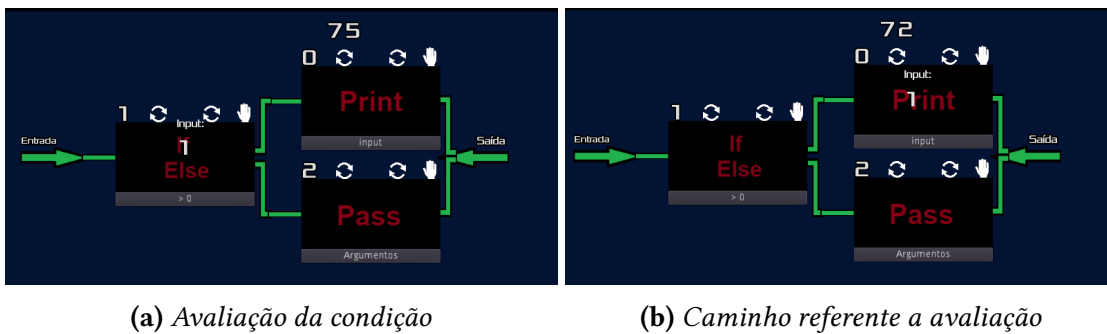 75
0
Input:
Print
input
1
Input:
1
If
Else
> 0
Entrada
Saída
2
Pass
Argumentos
72
0
Input:
1
Print
input
1
If
Else
> 0
Entrada
Saída
2
Pass
Argumentos
(a) Avaliação da condição
(b) Caminho referente a avaliação